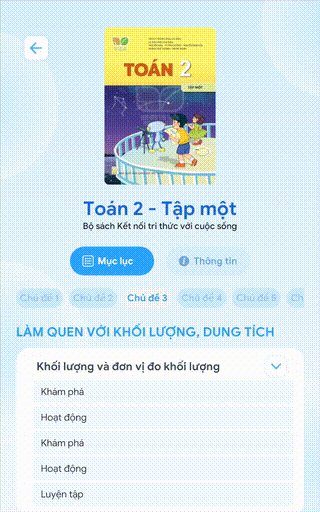 TOÁN 2
TẬP MỘT
Toán 2 - Tập một
Bộ sách Kết nối tri thức với cuộc sống
Mục lục
Thông tin
Chủ đề 1
Chủ đề 2
Chủ đề 3
Chủ đề 4
Chủ đề 5
Ch
LÀM QUEN VỚI KHỐI LƯỢNG, DUNG TÍCH
Khối lượng và đơn vị đo khối lượng
Khám phá
Hoạt động
Khám phá
Hoạt động
Luyện tập